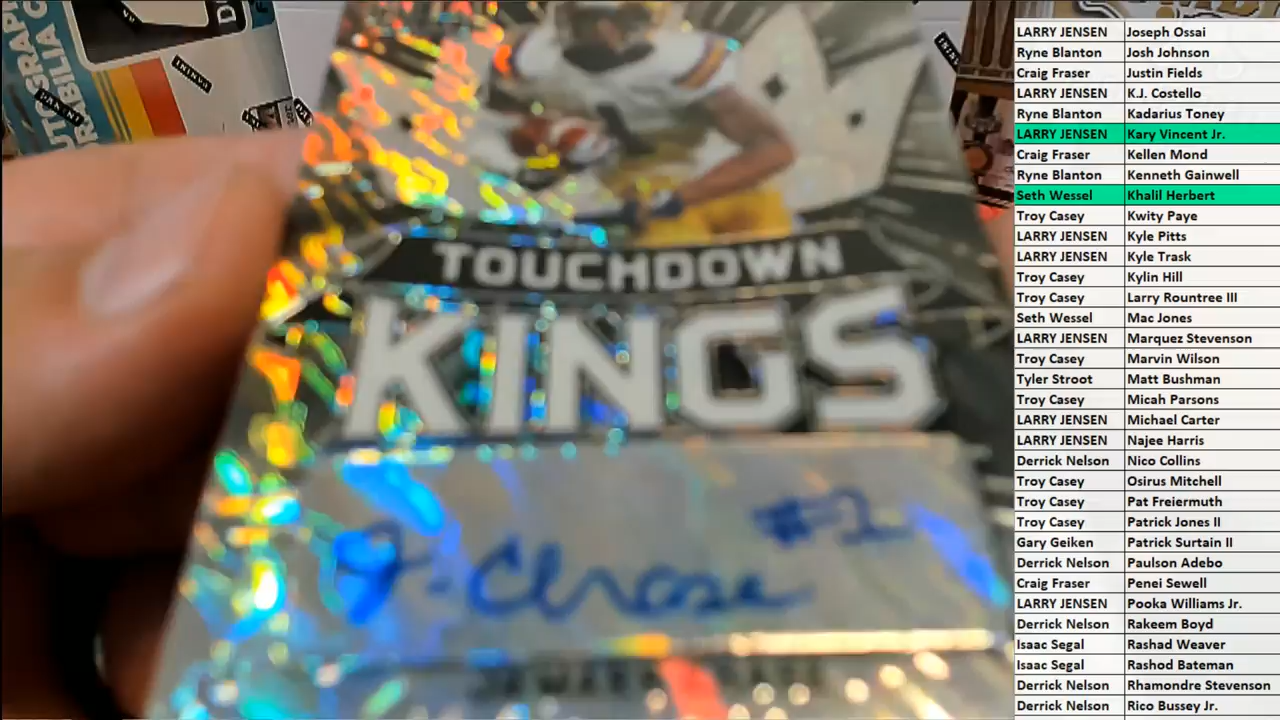 PANINI
TOUCHDOWN
KINGS
J. Chase #1
LARRY JENSEN Joseph Ossai
Ryne Blanton Josh Johnson
Craig Fraser Justin Fields
LARRY JENSEN K.J. Costello
Ryne Blanton Kadarius Toney
LARRY JENSEN Kary Vincent Jr.
Craig Fraser Kellen Mond
Ryne Blanton Kenneth Gainwell
Seth Wessel Khalil Herbert
Troy Casey Kwity Paye
LARRY JENSEN Kyle Pitts
LARRY JENSEN Kyle Trask
Troy Casey Kylin Hill
Troy Casey Larry Rountree III
Seth Wessel Mac Jones
LARRY JENSEN Marquez Stevenson
Troy Casey Marvin Wilson
Tyler Stroot Matt Bushman
Troy Casey Micah Parsons
LARRY JENSEN Michael Carter
LARRY JENSEN Najee Harris
Derrick Nelson Nico Collins
Troy Casey Osirus Mitchell
Troy Casey Pat Freiermuth
Troy Casey Patrick Jones II
Gary Geiken Patrick Surtain II
Derrick Nelson Paulson Adebo
Craig Fraser Penei Sewell
LARRY JENSEN Pooka Williams Jr.
Derrick Nelson Rakeem Boyd
Isaac Segal Rashad Weaver
Isaac Segal Rashod Bateman
Derrick Nelson Rhamondre Stevenson
Derrick Nelson Rico Bussey Jr.